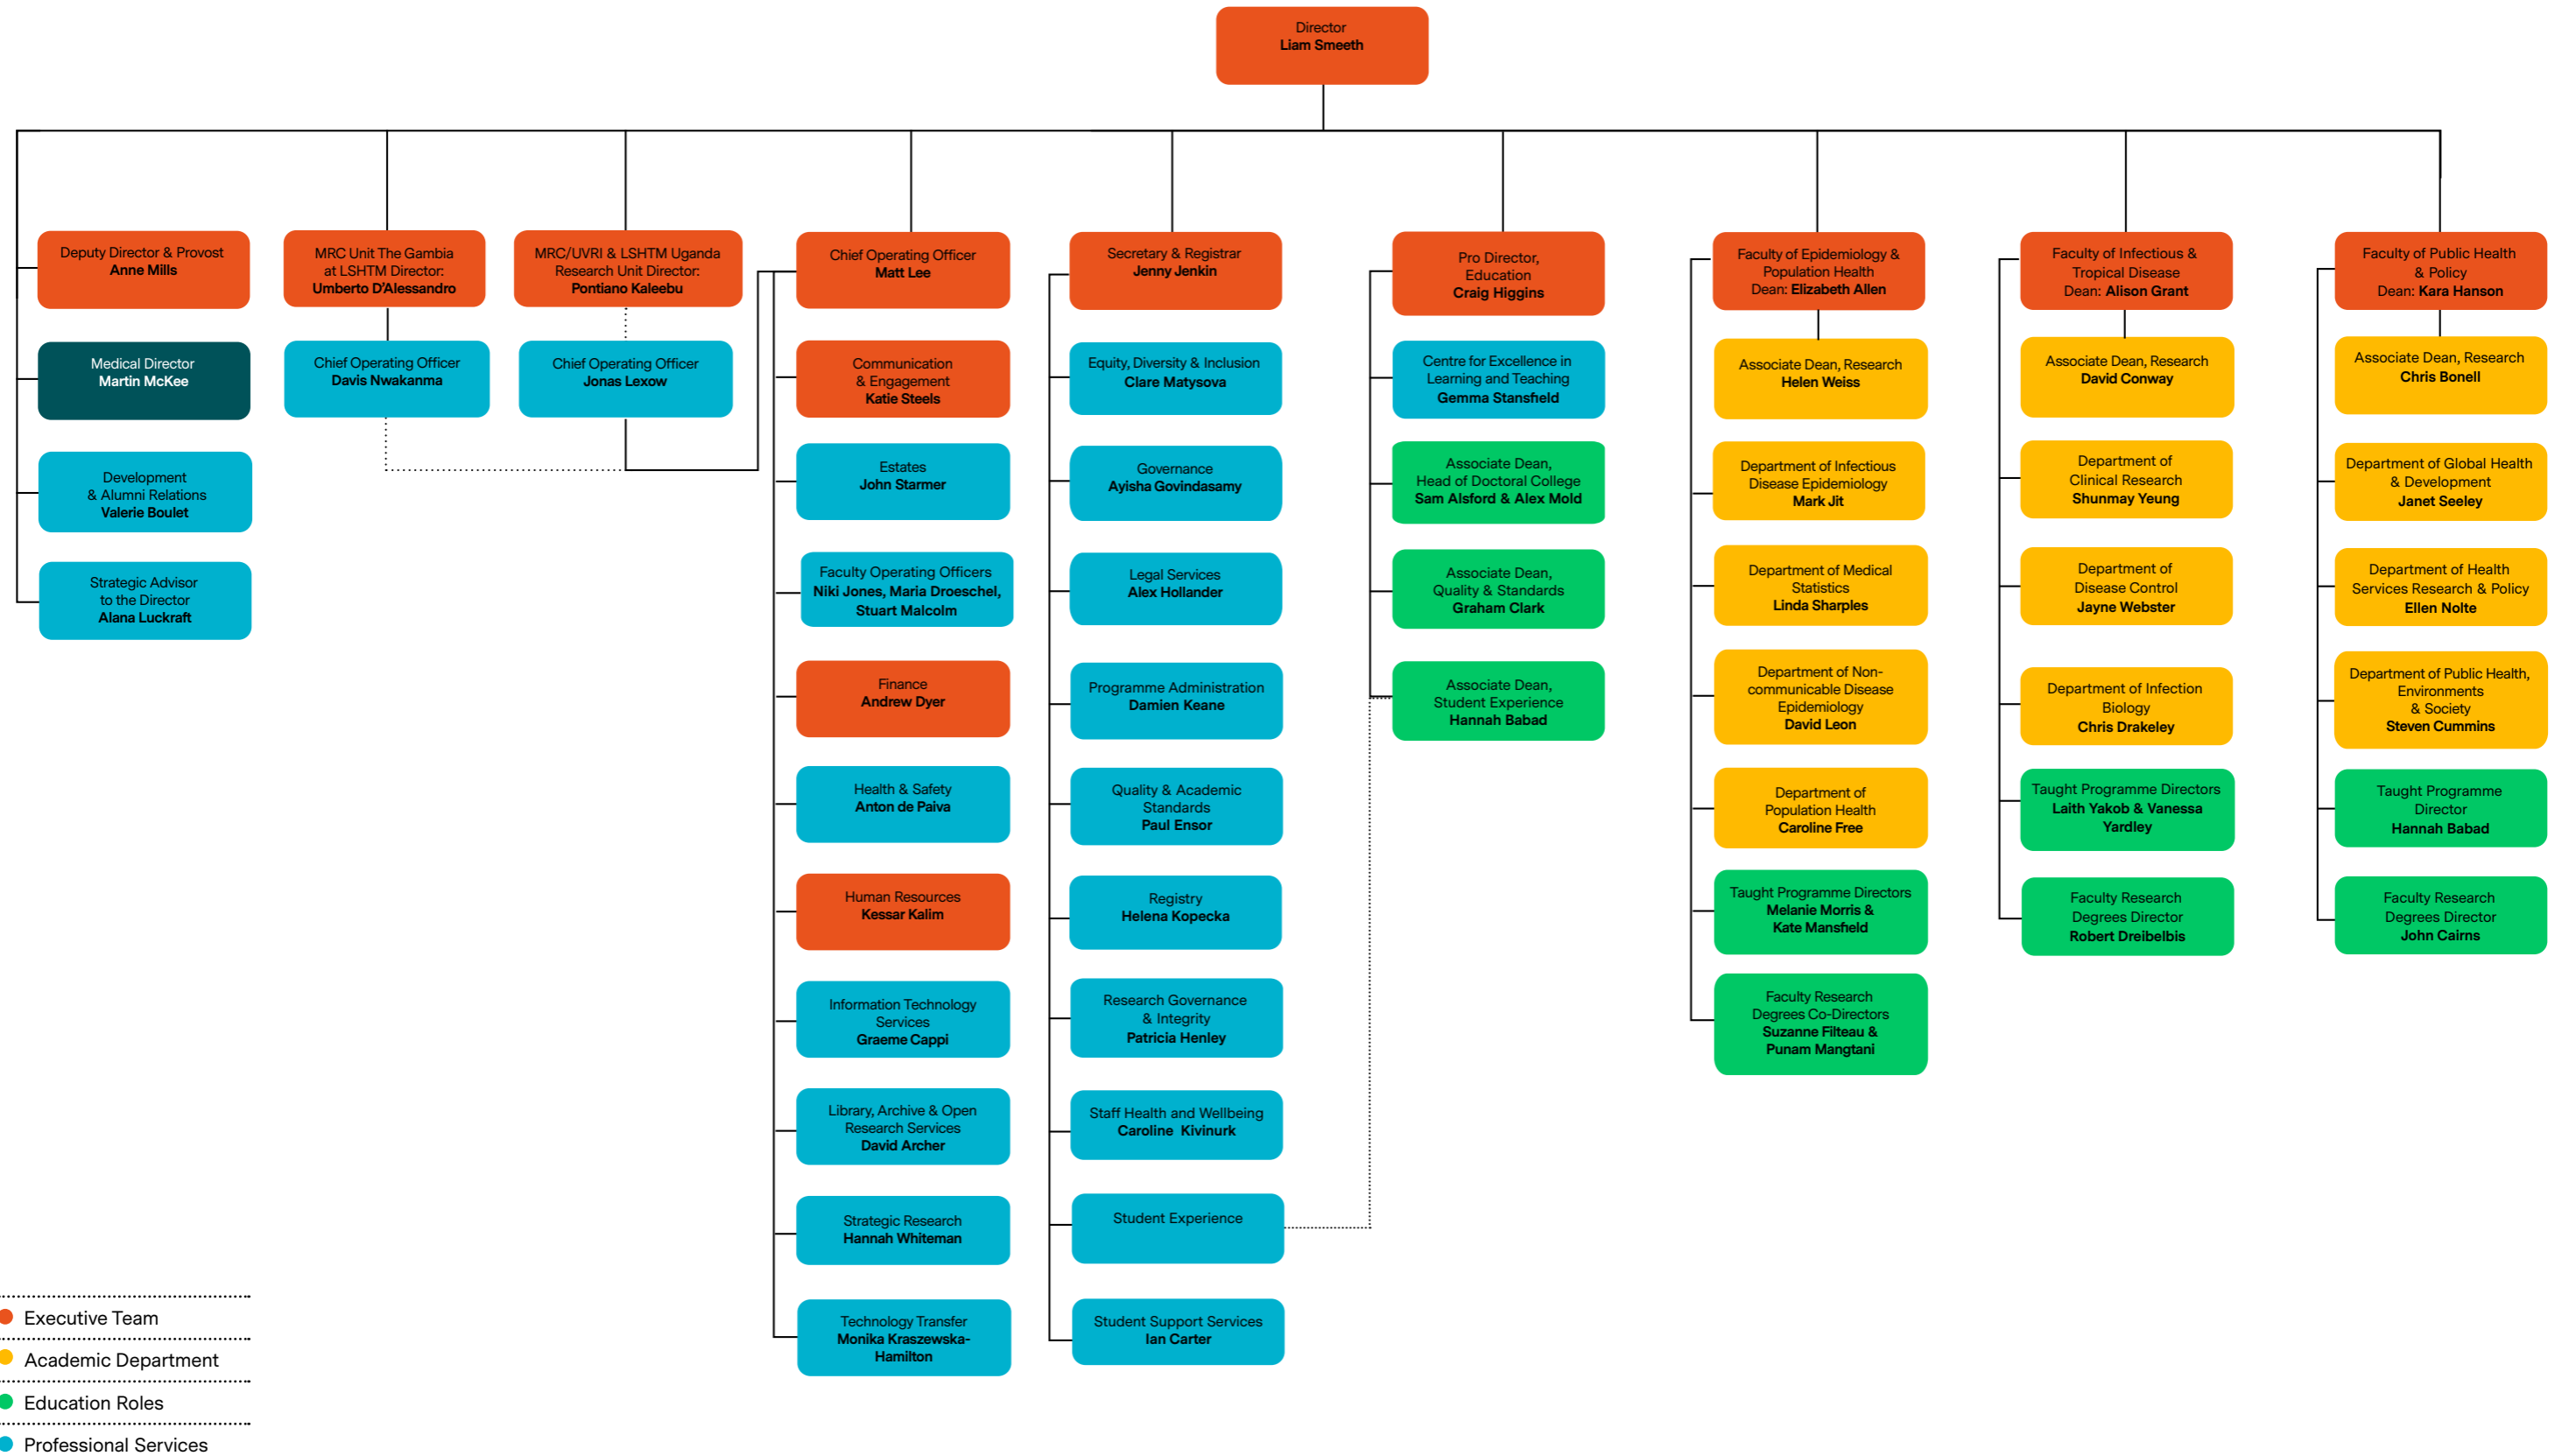 Director
Liam Smeeth
Deputy Director & Provost
Anne Mills
Medical Director
Martin McKee
Development
& Alumni Relations
Valerie Boulet
Strategic Advisor
to the Director
Alana Luckraft
MRC Unit The Gambia
at LSHTM Director:
Umberto D'Alessandro
Chief Operating Officer
Davis Nwakanma
MRC/UVRI & LSHTM Uganda
Research Unit Director:
Pontiano Kaleebu
Chief Operating Officer
Jonas Lexow
Chief Operating Officer
Matt Lee
Communication
& Engagement
Katie Steels
Estates
John Starmer
Faculty Operating Officers
Niki Jones, Maria Droeschel,
Stuart Malcolm
Finance
Andrew Dyer
Health & Safety
Anton de Paiva
Human Resources
Kessar Kalim
Information Technology
Services
Graeme Cappi
Library, Archive & Open
Research Services
David Archer
Strategic Research
Hannah Whiteman
Technology Transfer
Monika Kraszewska-
Hamilton
Secretary & Registrar
Jenny Jenkin
Equity, Diversity & Inclusion
Clare Matysova
Governance
Ayisha Govindasamy
Legal Services
Alex Hollander
Programme Administration
Damien Keane
Quality & Academic
Standards
Paul Ensor
Registry
Helena Kopecka
Research Governance
& Integrity
Patricia Henley
Staff Health and Wellbeing
Caroline Kivinurk
Student Experience
Student Support Services
Ian Carter
Pro Director,
Education
Craig Higgins
Centre for Excellence in
Learning and Teaching
Gemma Stansfield
Associate Dean,
Head of Doctoral College
Sam Alsford & Alex Mold
Associate Dean,
Quality & Standards
Graham Clark
Associate Dean,
Student Experience
Hannah Babad
Faculty of Epidemiology &
Population Health
Dean: Elizabeth Allen
Associate Dean, Research
Helen Weiss
Department of Infectious
Disease Epidemiology
Mark Jit
Department of Medical
Statistics
Linda Sharples
Department of Non-
communicable Disease
Epidemiology
David Leon
Department of
Population Health
Caroline Free
Taught Programme Directors
Melanie Morris &
Kate Mansfield
Faculty Research
Degrees Co-Directors
Suzanne Filteau &
Punam Mangtani
Faculty of Infectious &
Tropical Disease
Dean: Alison Grant
Associate Dean, Research
David Conway
Department of
Clinical Research
Shunmay Yeung
Department of
Disease Control
Jayne Webster
Department of Infection
Biology
Chris Drakeley
Taught Programme Directors
Laith Yakob & Vanessa
Yardley
Faculty Research
Degrees Director
Robert Dreibelbis
Faculty of Public Health
& Policy
Dean: Kara Hanson
Associate Dean, Research
Chris Bonell
Department of Global Health
& Development
Janet Seeley
Department of Health
Services Research & Policy
Ellen Nolte
Department of Public Health,
Environments
& Society
Steven Cummins
Taught Programme
Director
Hannah Babad
Faculty Research
Degrees Director
John Cairns
Executive Team
Academic Department
Education Roles
Professional Services